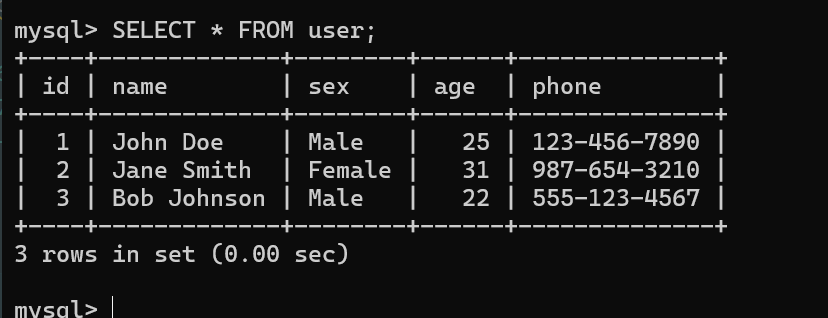 mysql> SELECT * FROM user;
+----+-------------+--------+------+--------------+
| id | name        | sex    | age  | phone        |
+----+-------------+--------+------+--------------+
|  1 | John Doe    | Male   |   25 | 123-456-7890 |
|  2 | Jane Smith  | Female |   31 | 987-654-3210 |
|  3 | Bob Johnson | Male   |   22 | 555-123-4567 |
+----+-------------+--------+------+--------------+
3 rows in set (0.00 sec)
mysql>